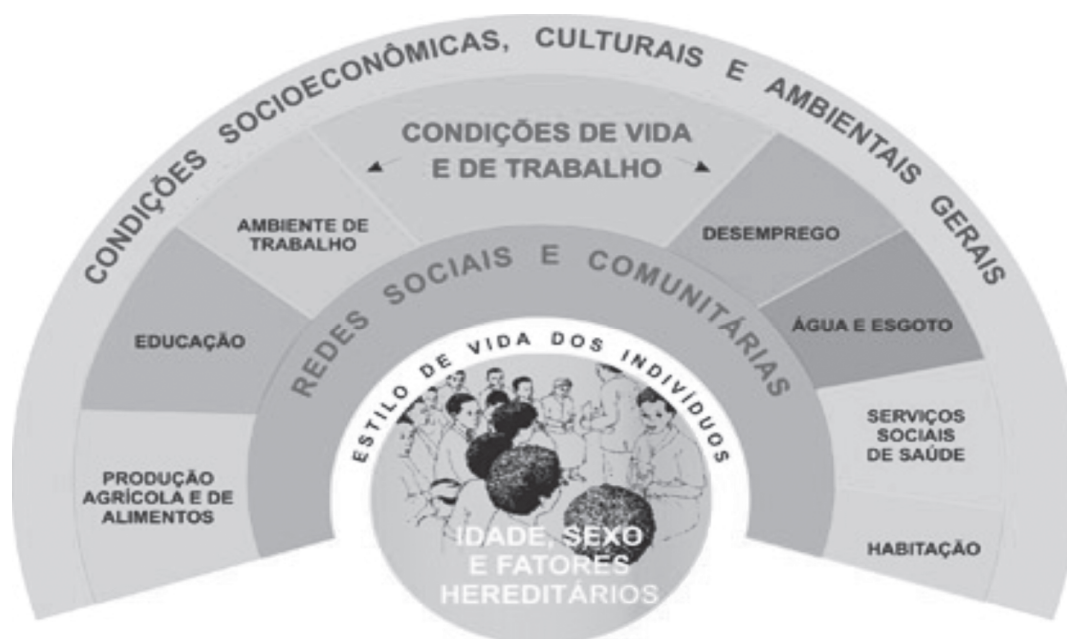 CONDIÇÕES SOCIOECONÔMICAS, CULTURAIS E AMBIENTAIS GERAIS
CONDIÇÕES DE VIDA
E DE TRABALHO
AMBIENTE DE
TRABALHO
DESEMPREGO
EDUCAÇÃO
ÁGUA E ESGOTO
PRODUÇÃO
AGRÍCOLA E DE
ALIMENTOS
SERVIÇOS
SOCIAIS
DE SAÚDE
HABITAÇÃO
REDES SOCIAIS E COMUNITÁRIAS
ESTILO DE VIDA DOS INDIVÍDUOS
IDADE, SEXO
E FATORES
HEREDITÁRIOS